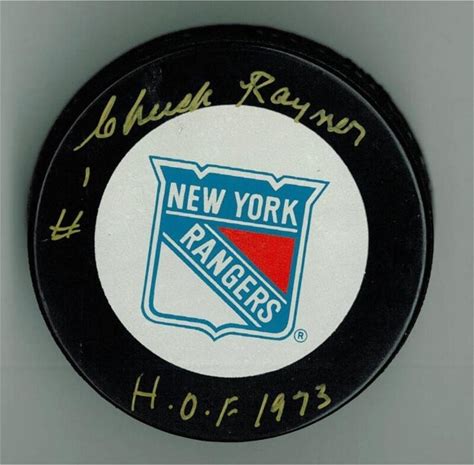 Chuck Rayner
#1
NEW YORK
RANGERS
®
H.O.F 1973